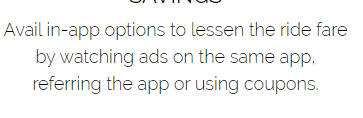 SAVINGS
Avail in-app options to lessen the ride fare
by watching ads on the same app,
referring the app or using coupons.